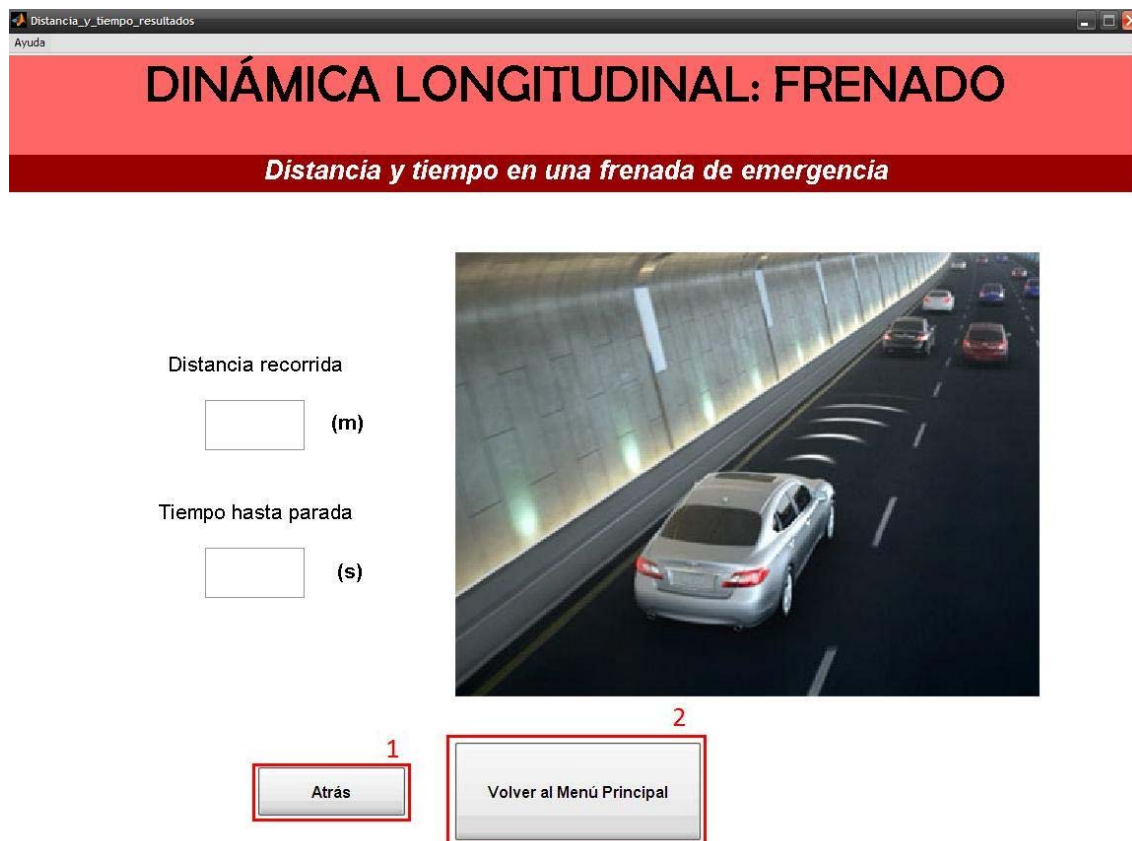 Distancia_y_tiempo_resultados
Ayuda
DINÁMICA LONGITUDINAL: FRENADO
Distancia y tiempo en una frenada de emergencia
Distancia recorrida
(m)
Tiempo hasta parada
(s)
1
2
Atrás
Volver al Menú Principal